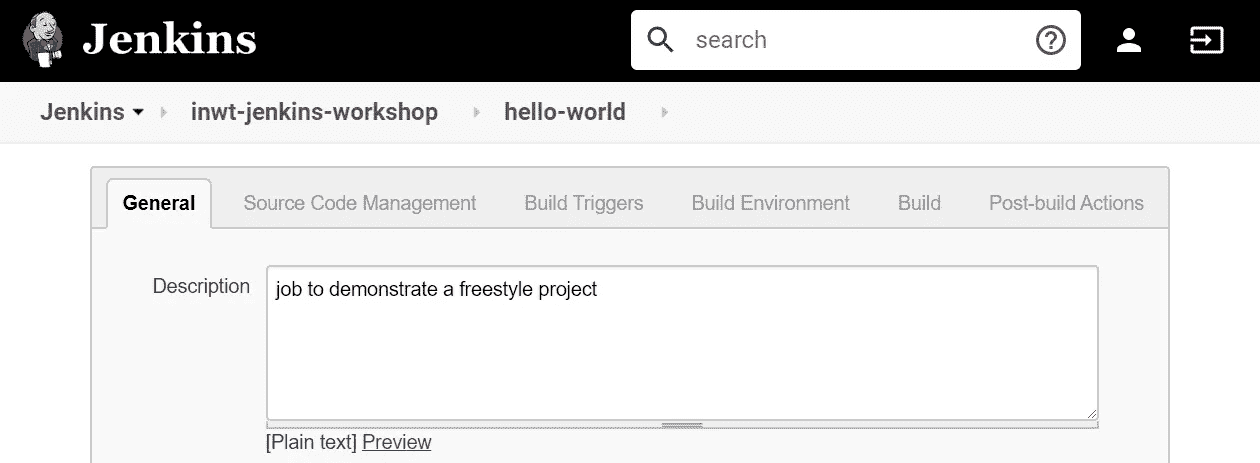 Jenkins
search
Jenkins inwt-jenkins-workshop hello-world
General Source Code Management Build Triggers Build Environment Build Post-build Actions
Description
job to demonstrate a freestyle project
[Plain text] Preview